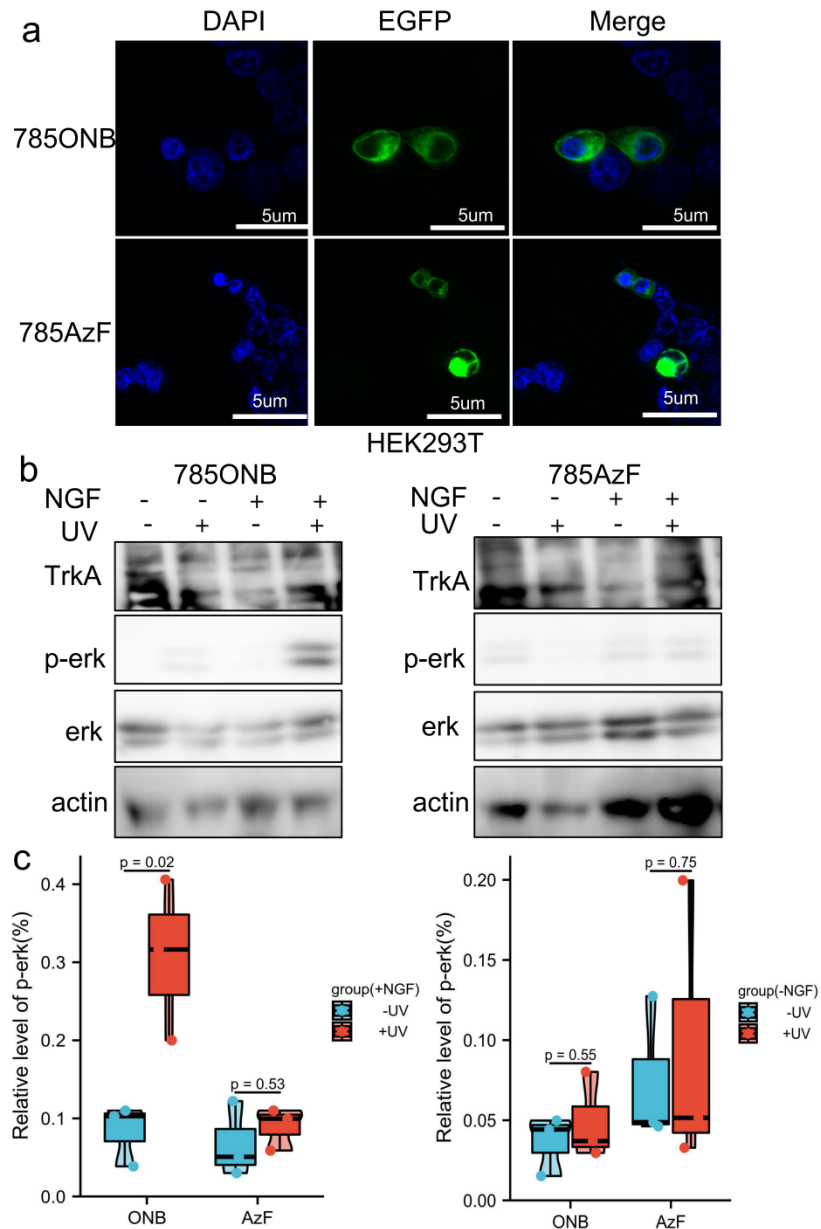 a
DAPI EGFP Merge
785ONB
5um 5um 5um
785AzF
5um 5um 5um
HEK293T
b
785ONB 785AzF
NGF - - + + NGF - - + +
UV - + - + UV - + - +
TrkA TrkA
p-erk p-erk
erk erk
actin actin
c
p = 0.02
p = 0.53
Relative level of p-erk(%)
0.4
0.3
0.2
0.1
0.0
ONB AzF
group(+NGF)
-UV
+UV
p = 0.75
p = 0.55
Relative level of p-erk(%)
0.20
0.15
0.10
0.05
0.00
ONB AzF
group(-NGF)
-UV
+UV